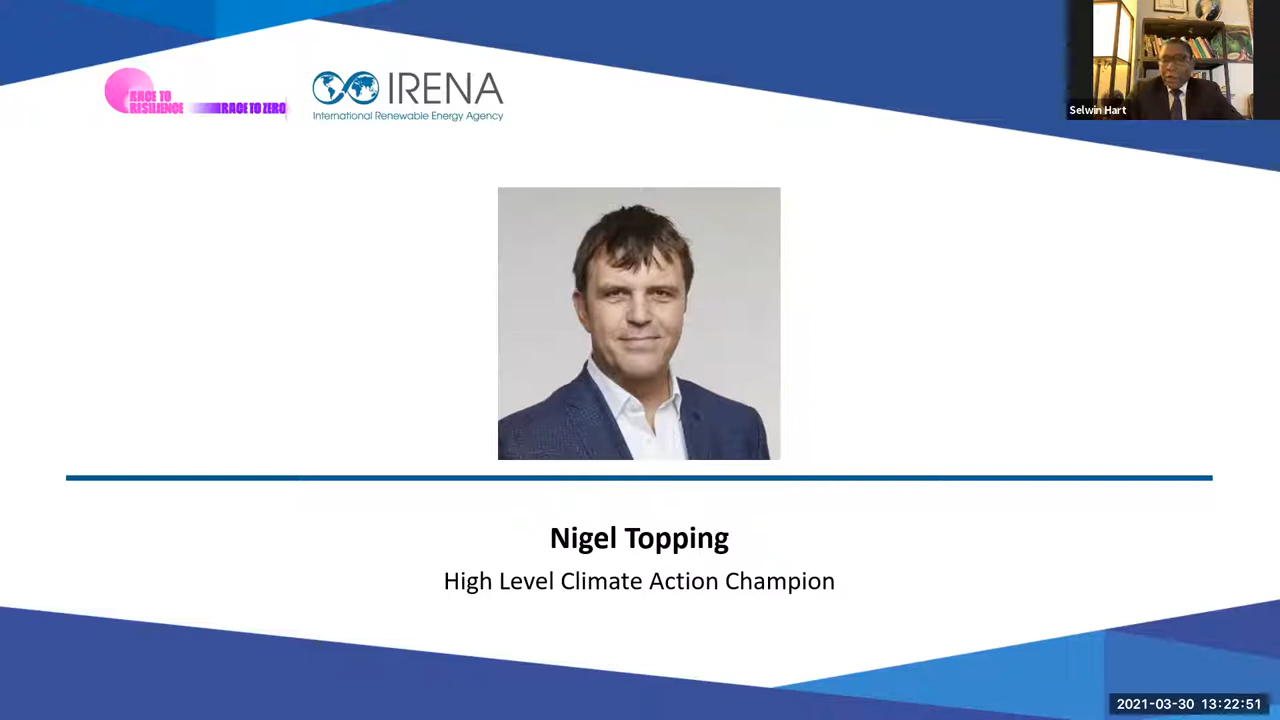 RACE TO
RESILIENCE
RACE TO ZERO
IRENA
International Renewable Energy Agency
Selwin Hart
Nigel Topping
High Level Climate Action Champion
2021-03-30 13:22:51